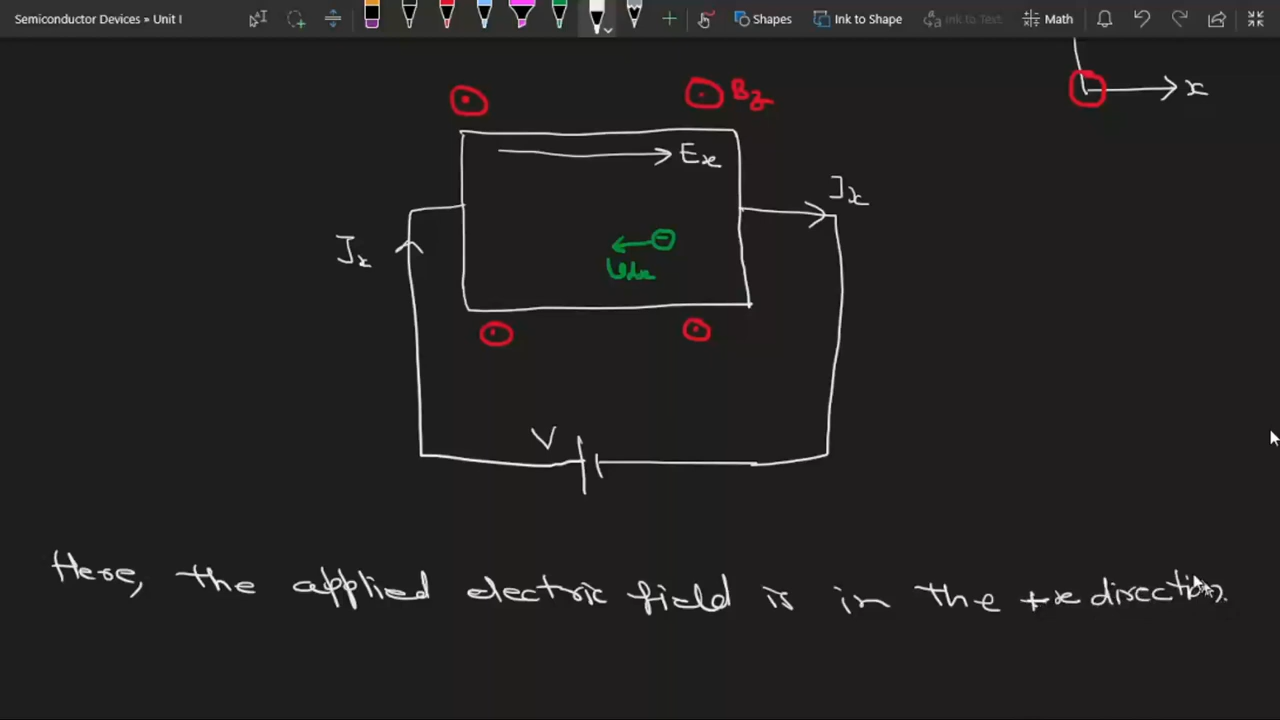 Semiconductor Devices » Unit I
Shapes
Ink to Shape
Ink to Text
Math
x
Bz
Ex
Jx
Jx
vdx
V
Here, the applied electric field is in the +x direction.